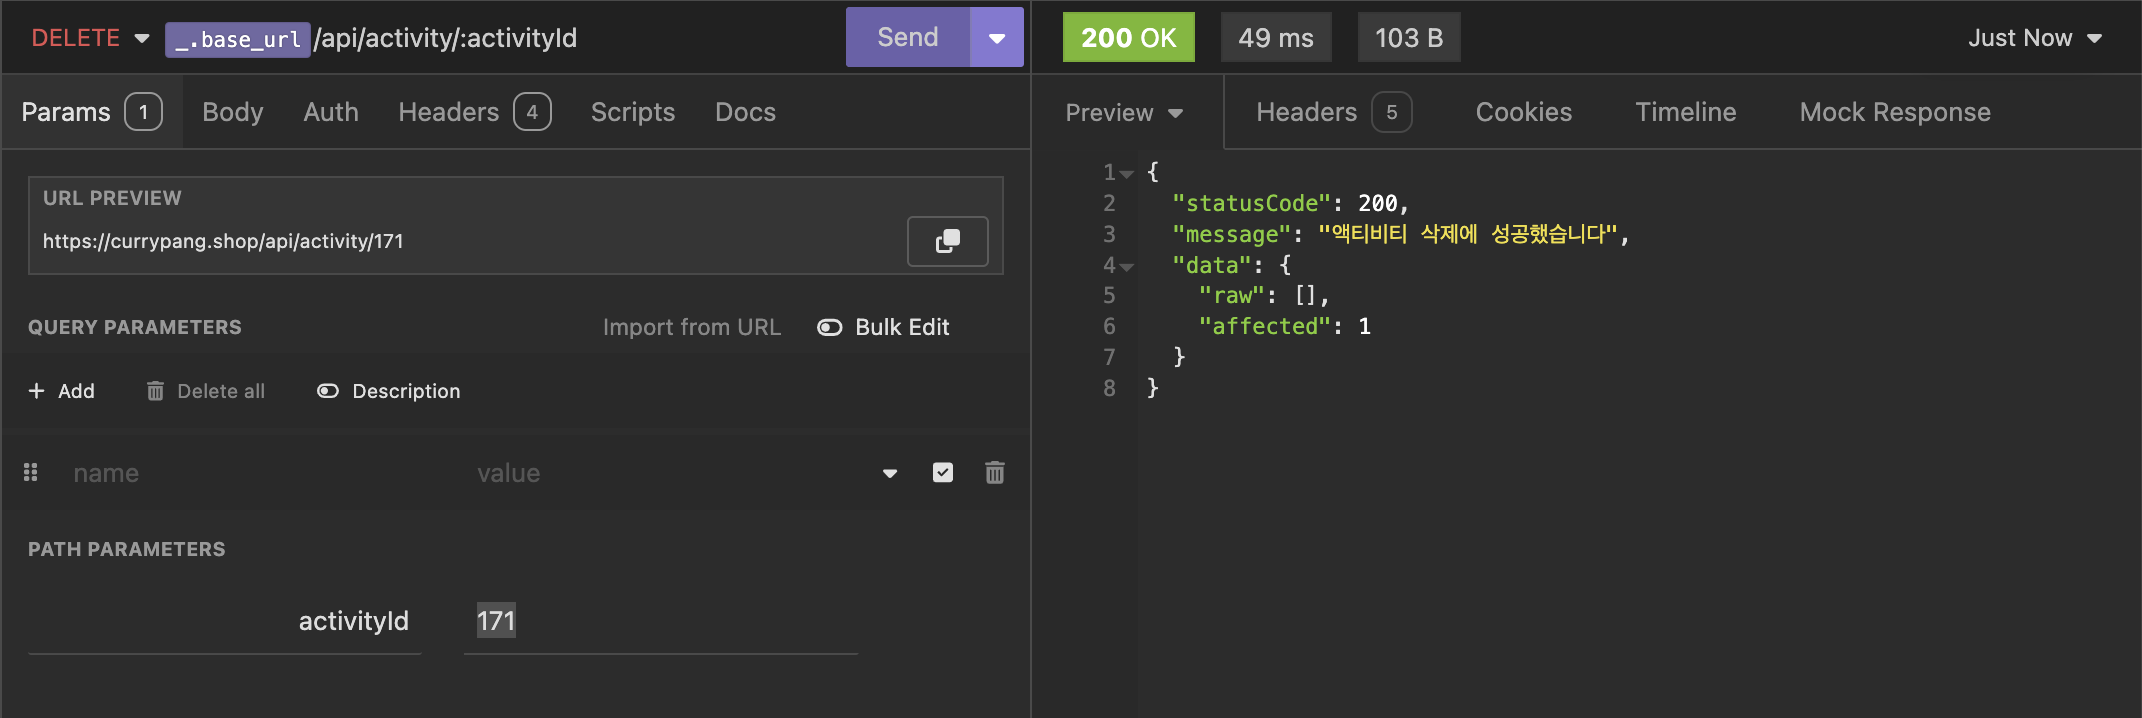 DELETE _.base_url/api/activity/:activityId Send
Params 1 Body Auth Headers 4 Scripts Docs
URL PREVIEW
https://currypang.shop/api/activity/171
QUERY PARAMETERS Import from URL Bulk Edit
+ Add Delete all Description
name value
PATH PARAMETERS
activityId 171
200 OK 49 ms 103 B Just Now
Preview Headers 5 Cookies Timeline Mock Response
1 {
2 "statusCode": 200,
3 "message": "액티비티 삭제에 성공했습니다",
4 "data": {
5 "raw": [],
6 "affected": 1
7 }
8 }